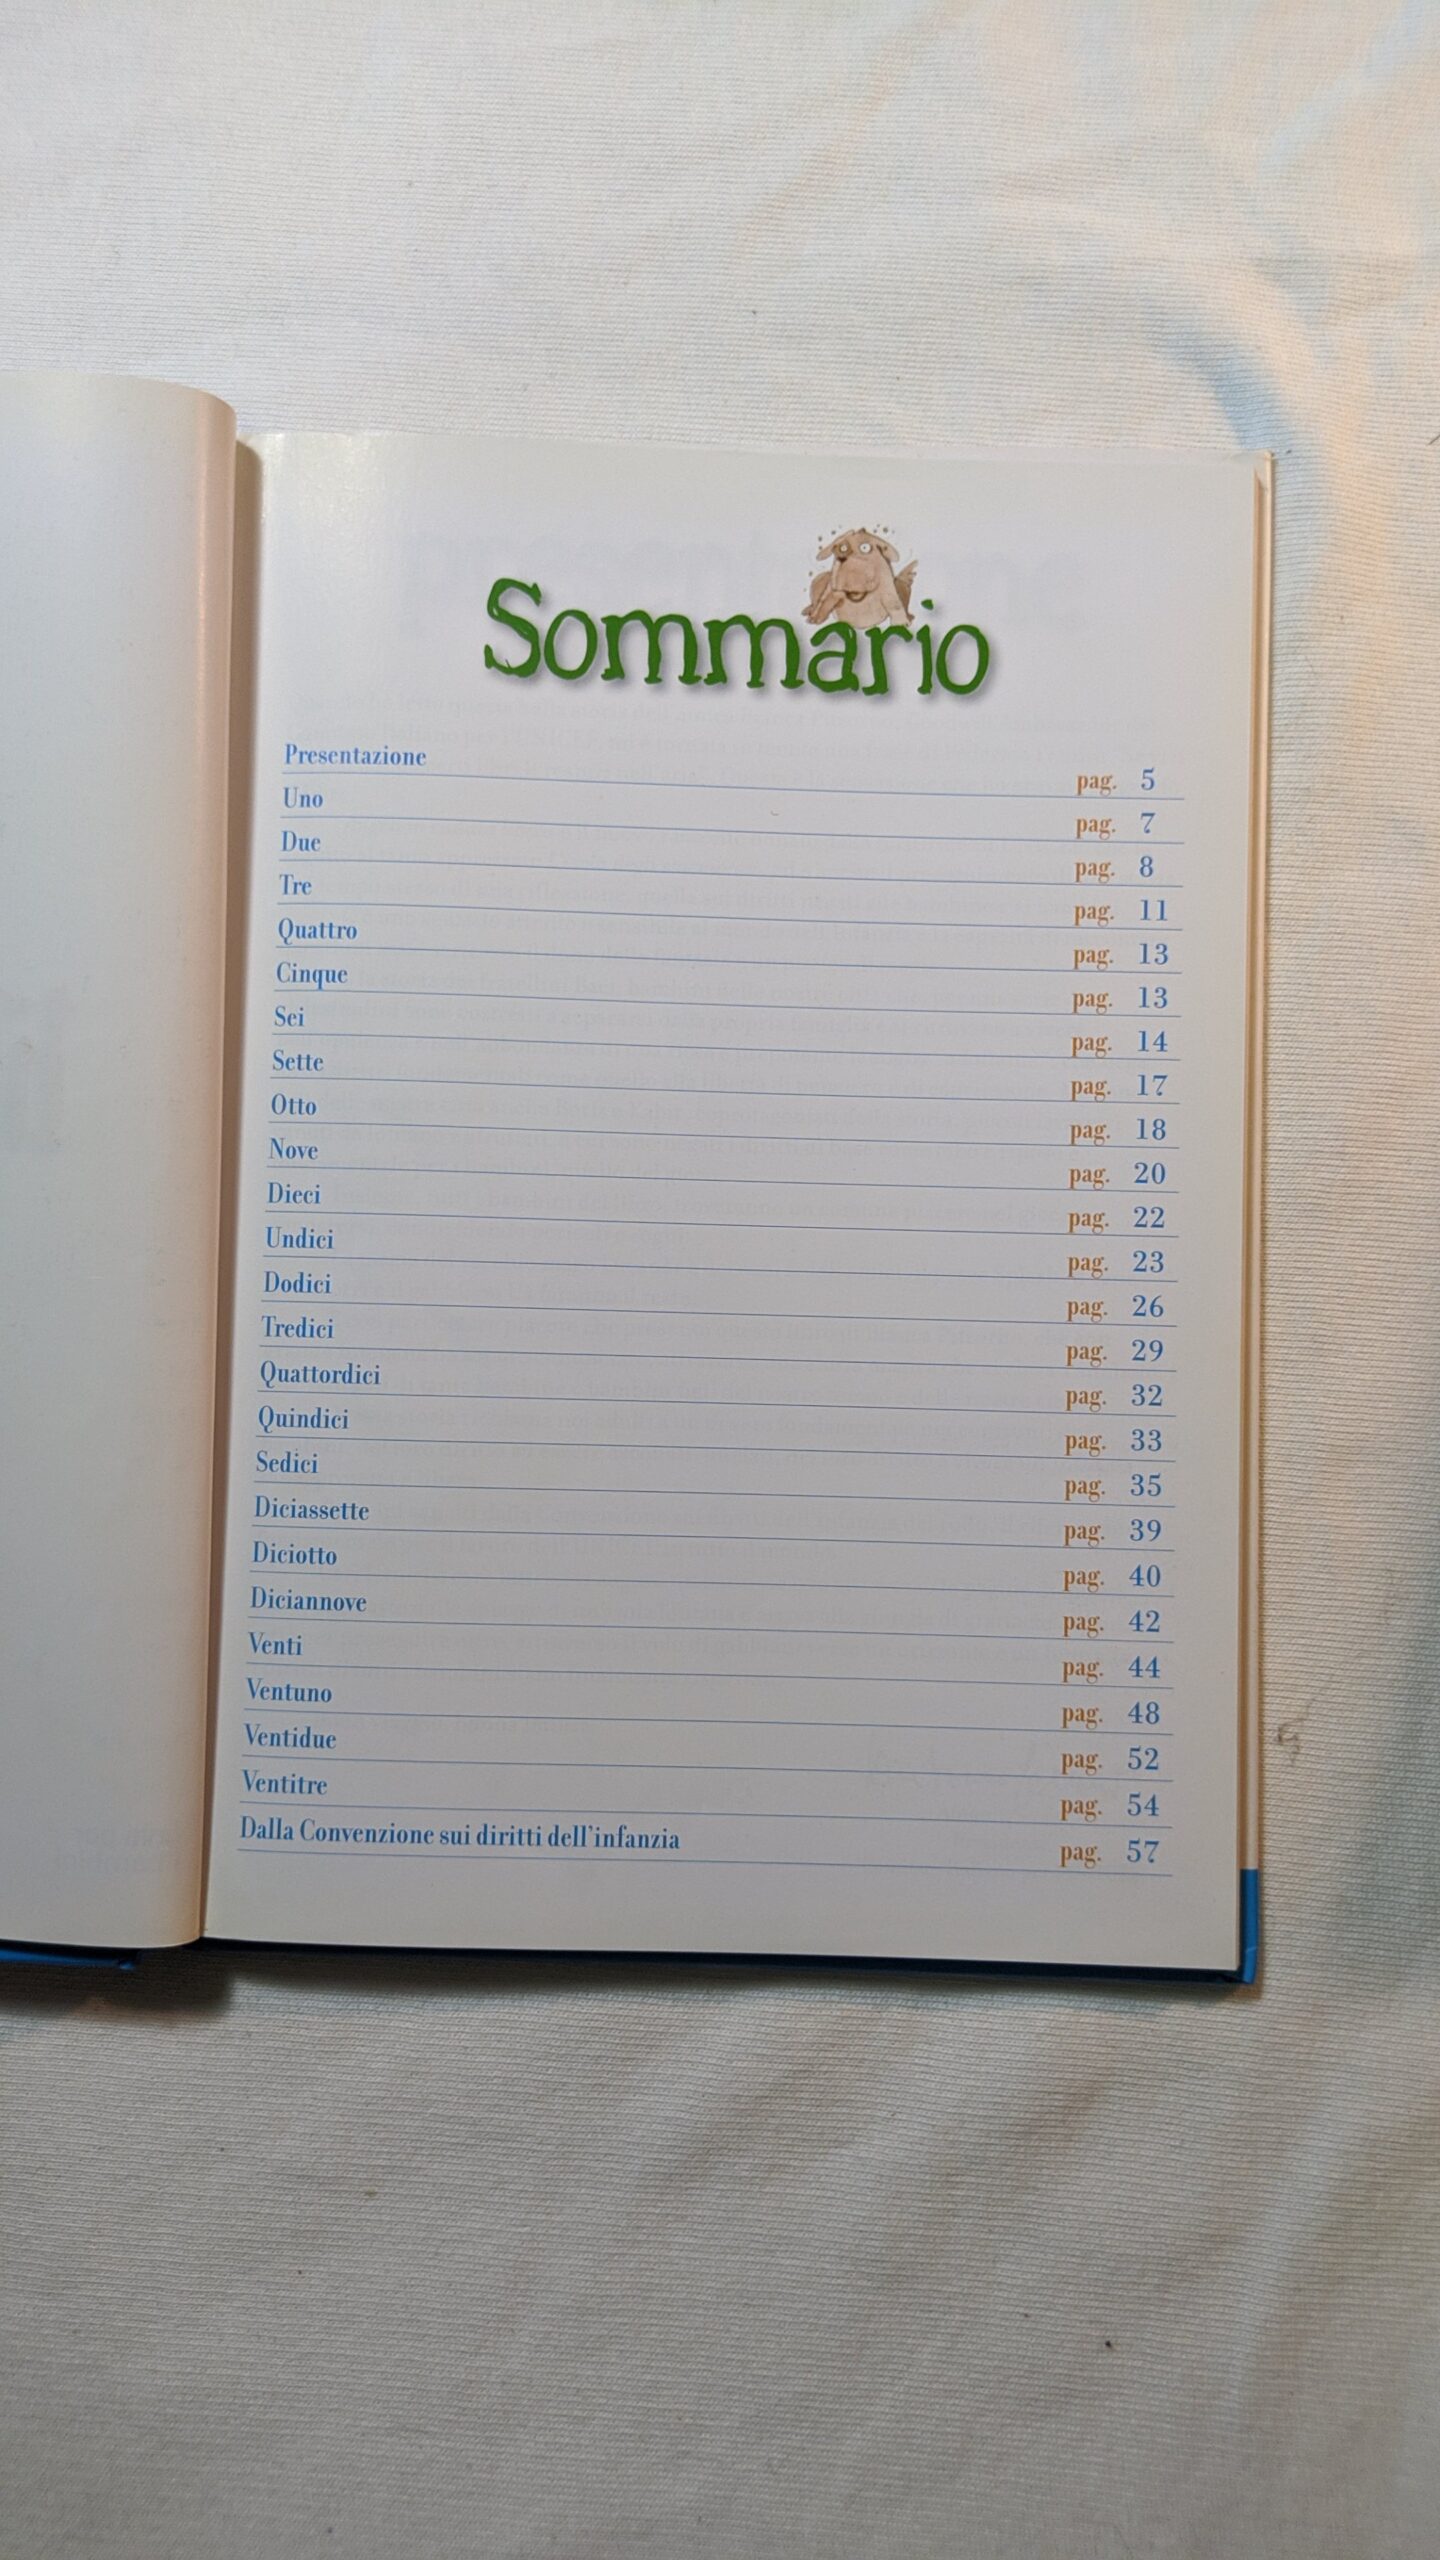 Sommario
Presentazione pag. 5
Uno pag. 7
Due pag. 8
Tre pag. 11
Quattro pag. 13
Cinque pag. 13
Sei pag. 14
Sette pag. 17
Otto pag. 18
Nove pag. 20
Dieci pag. 22
Undici pag. 23
Dodici pag. 26
Tredici pag. 29
Quattordici pag. 32
Quindici pag. 33
Sedici pag. 35
Diciassette pag. 39
Diciotto pag. 40
Diciannove pag. 42
Venti pag. 44
Ventuno pag. 48
Ventidue pag. 52
Ventitre pag. 54
Dalla Convenzione sui diritti dell'infanzia pag. 57